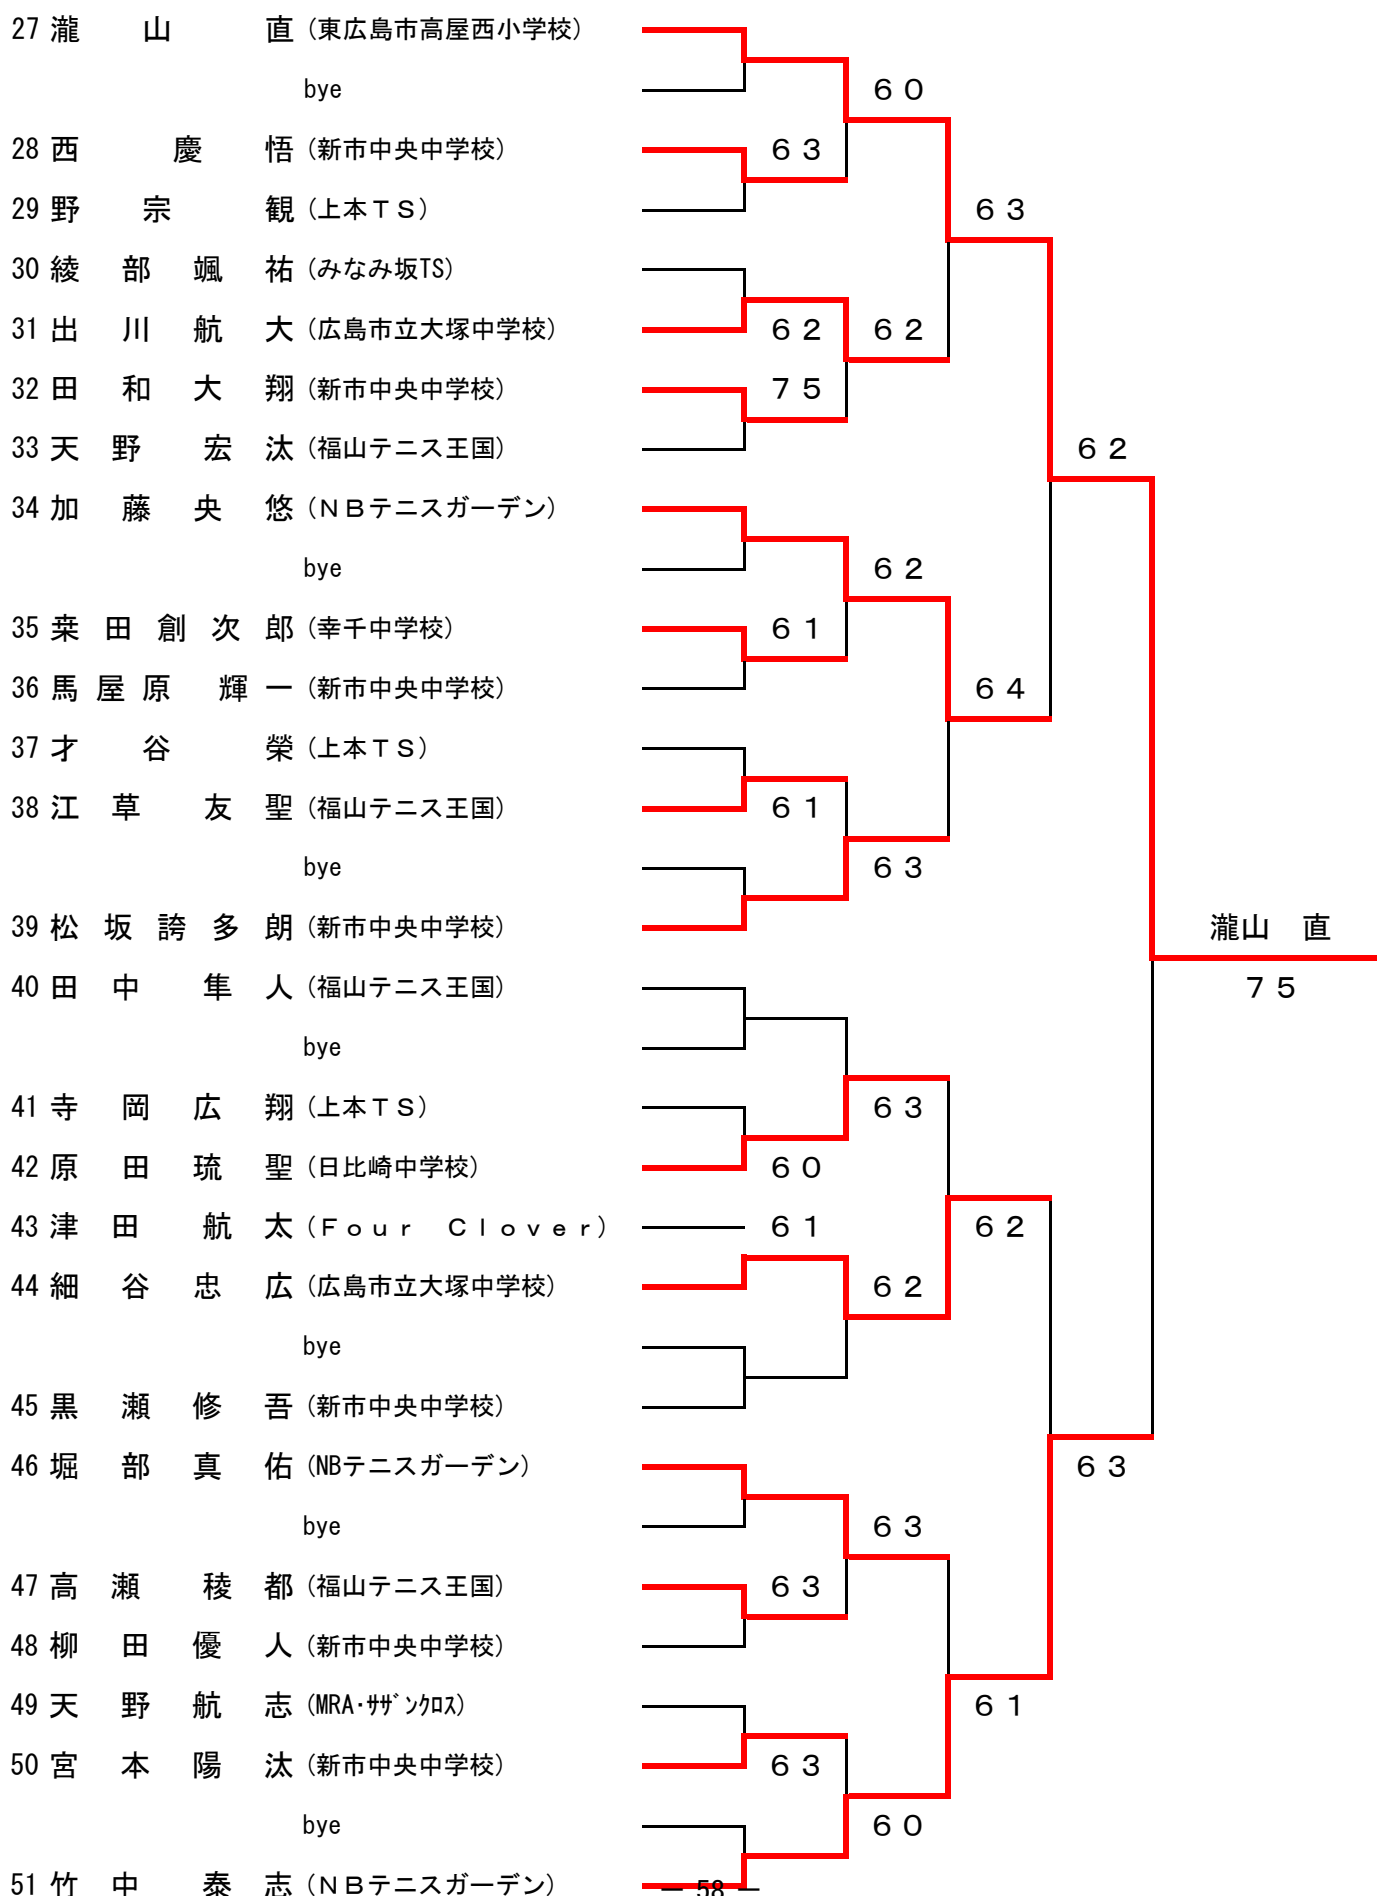 27 瀧山 直 (東広島市高屋西小学校)
bye 60
28 西 慶悟 (新市中央中学校) 63
29 野宗 観 (上本ＴＳ) 63
30 綾部颯祐 (みなみ坂TS)
31 出川航大 (広島市立大塚中学校) 62 62
32 田和大翔 (新市中央中学校) 75
33 天野 宏汰 (福山テニス王国) 62
34 加藤央悠 (ＮＢテニスガーデン)
bye 62
35 桒田創次郎 (幸千中学校) 61
36 馬屋原 輝一 (新市中央中学校) 64
37 才谷 榮 (上本ＴＳ)
38 江草 友聖 (福山テニス王国) 61
bye 63
39 松坂誇多朗 (新市中央中学校) 瀧山 直
40 田中 隼人 (福山テニス王国) 75
bye
41 寺岡広翔 (上本ＴＳ) 63
42 原田琉聖 (日比崎中学校) 60
43 津田 航太 (Ｆｏｕｒ Ｃｌｏｖｅｒ) 61 62
44 細谷忠広 (広島市立大塚中学校) 62
bye
45 黒瀬修吾 (新市中央中学校)
46 堀部真佑 (NBテニスガーデン) 63
bye 63
47 高瀬 稜都 (福山テニス王国) 63
48 柳田優人 (新市中央中学校)
49 天野航志 (MRA･ｻｻﾞﾝｸﾛｽ) 61
50 宮本陽汰 (新市中央中学校) 63
bye 60
51 竹中 泰志 (ＮＢテニスガーデン)
― 58 ―